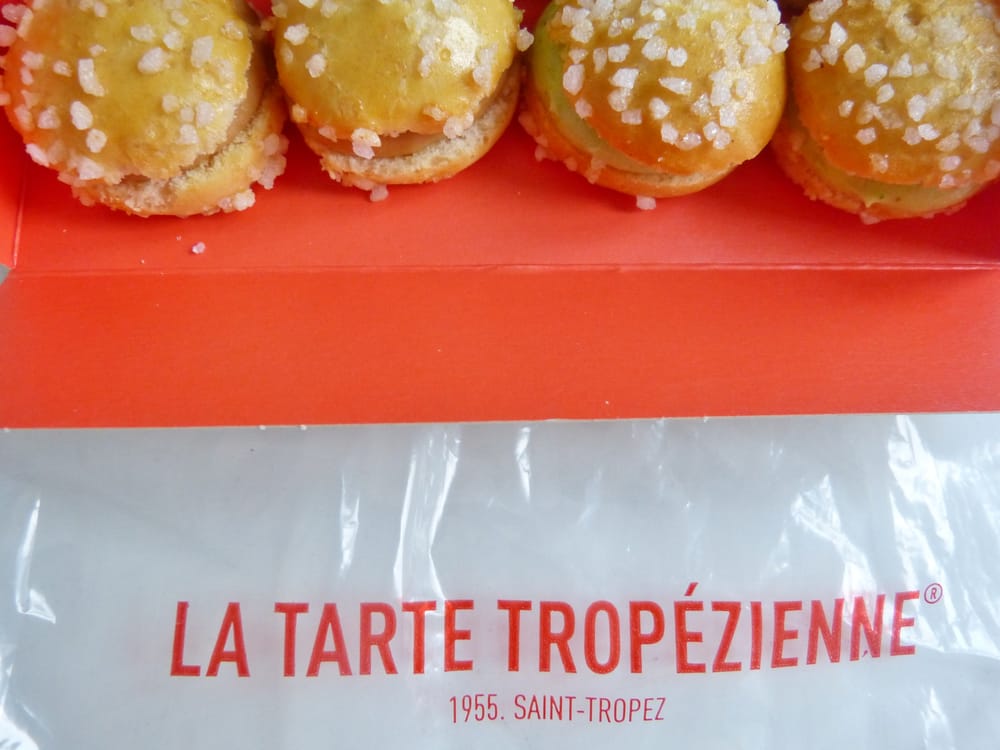 LA TARTE TROPÉZIENNE®
1955. SAINT-TROPEZ